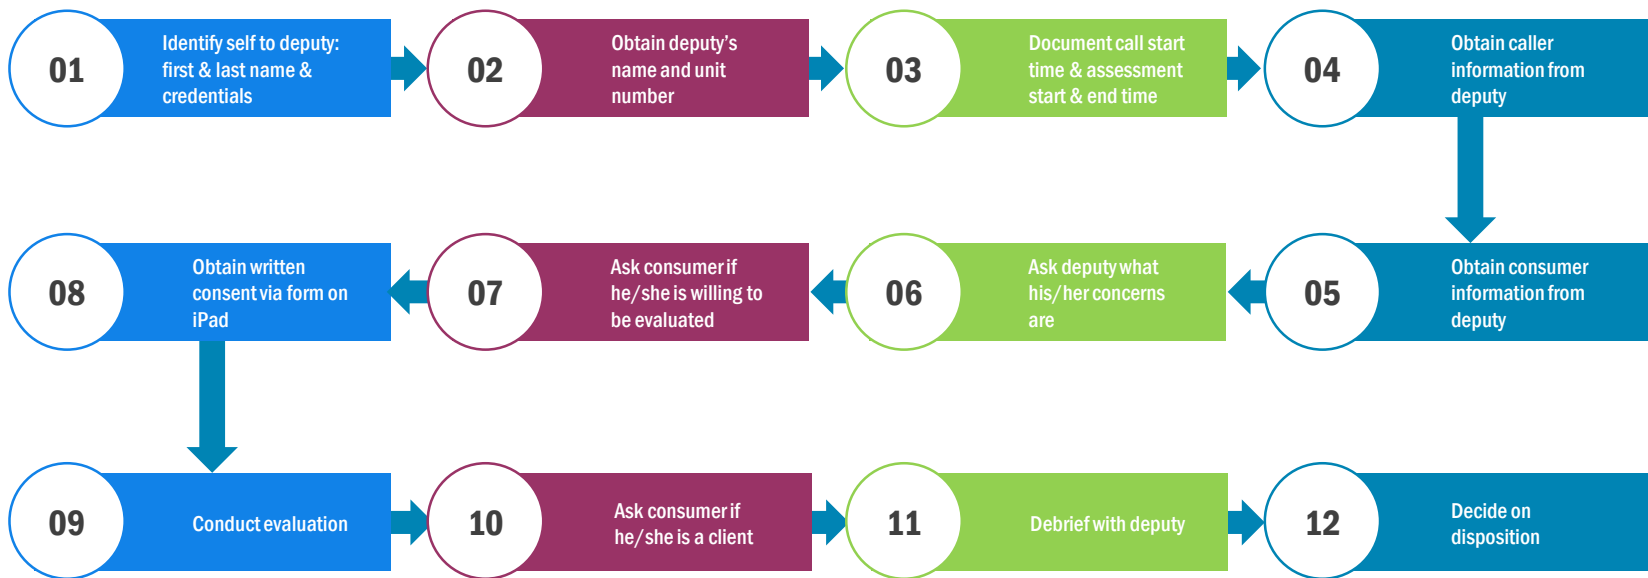 01
Identify self to deputy:
first & last name &
credentials
02
Obtain deputy's
name and unit
number
03
Document call start
time & assessment
start & end time
04
Obtain caller
information from
deputy
05
Obtain consumer
information from
deputy
06
Ask deputy what
his/her concerns
are
07
Ask consumer if
he/she is willing to
be evaluated
08
Obtain written
consent via form on
iPad
09
Conduct evaluation
10
Ask consumer if
he/she is a client
11
Debrief with deputy
12
Decide on
disposition